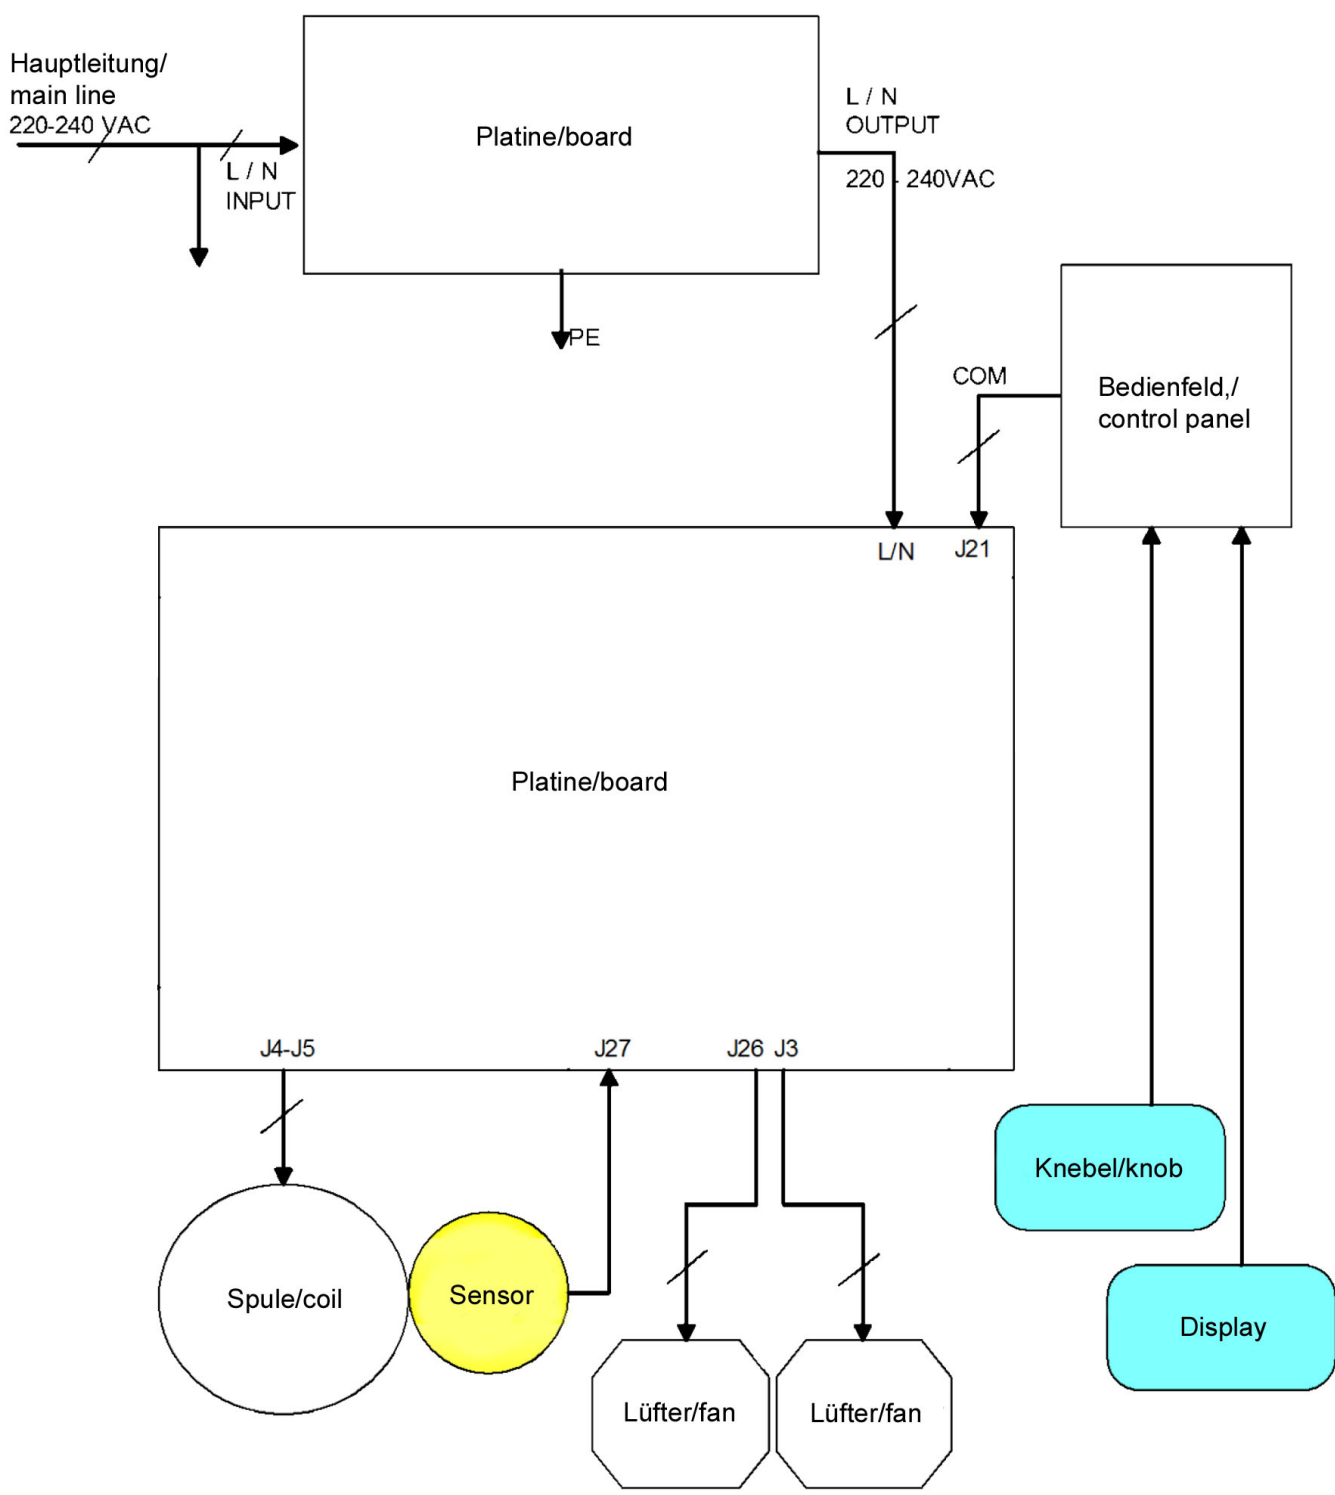 Hauptleitung/
main line
220-240 VAC
L / N
INPUT
Platine/board
L / N
OUTPUT
220 - 240VAC
PE
COM
Bedienfeld,/
control panel
L/N
J21
Platine/board
J4-J5
J27
J26
J3
Knebel/knob
Spule/coil
Sensor
Display
Lüfter/fan
Lüfter/fan